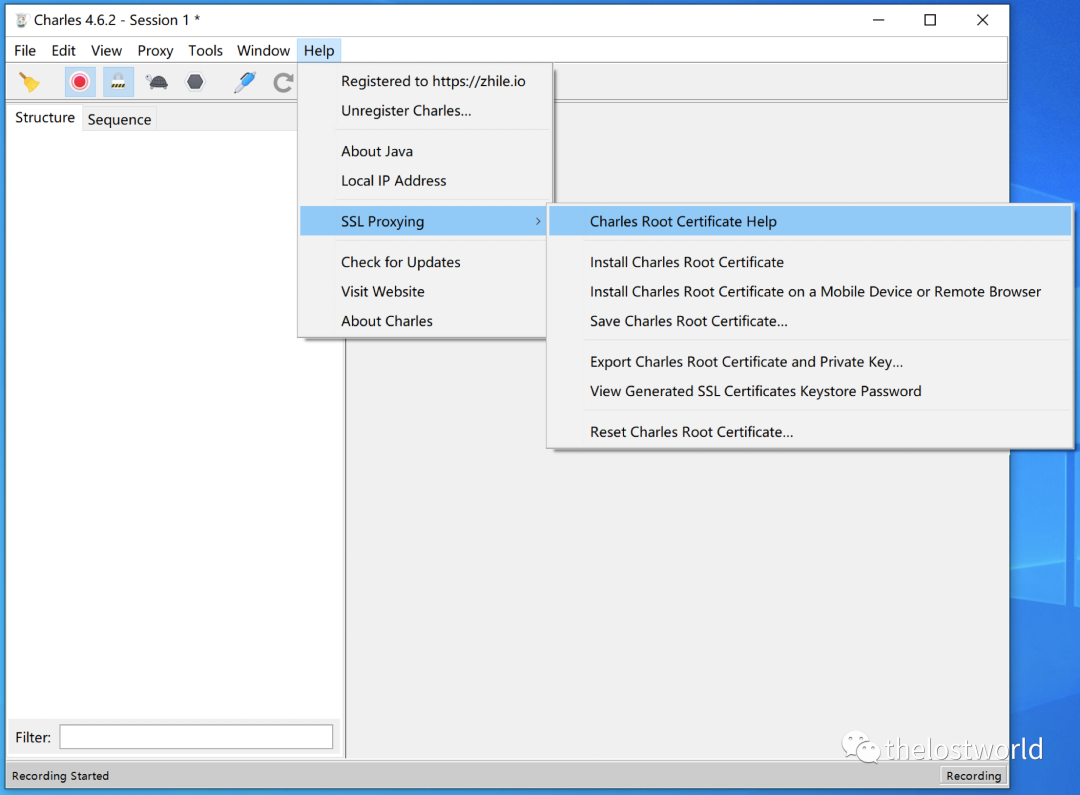 Charles 4.6.2 - Session 1 *
File Edit View Proxy Tools Window Help
Structure Sequence
Registered to https://zhile.io
Unregister Charles...
About Java
Local IP Address
SSL Proxying
Check for Updates
Visit Website
About Charles
Charles Root Certificate Help
Install Charles Root Certificate
Install Charles Root Certificate on a Mobile Device or Remote Browser
Save Charles Root Certificate...
Export Charles Root Certificate and Private Key...
View Generated SSL Certificates Keystore Password
Reset Charles Root Certificate...
Filter:
thelostworld
Recording Started
Recording